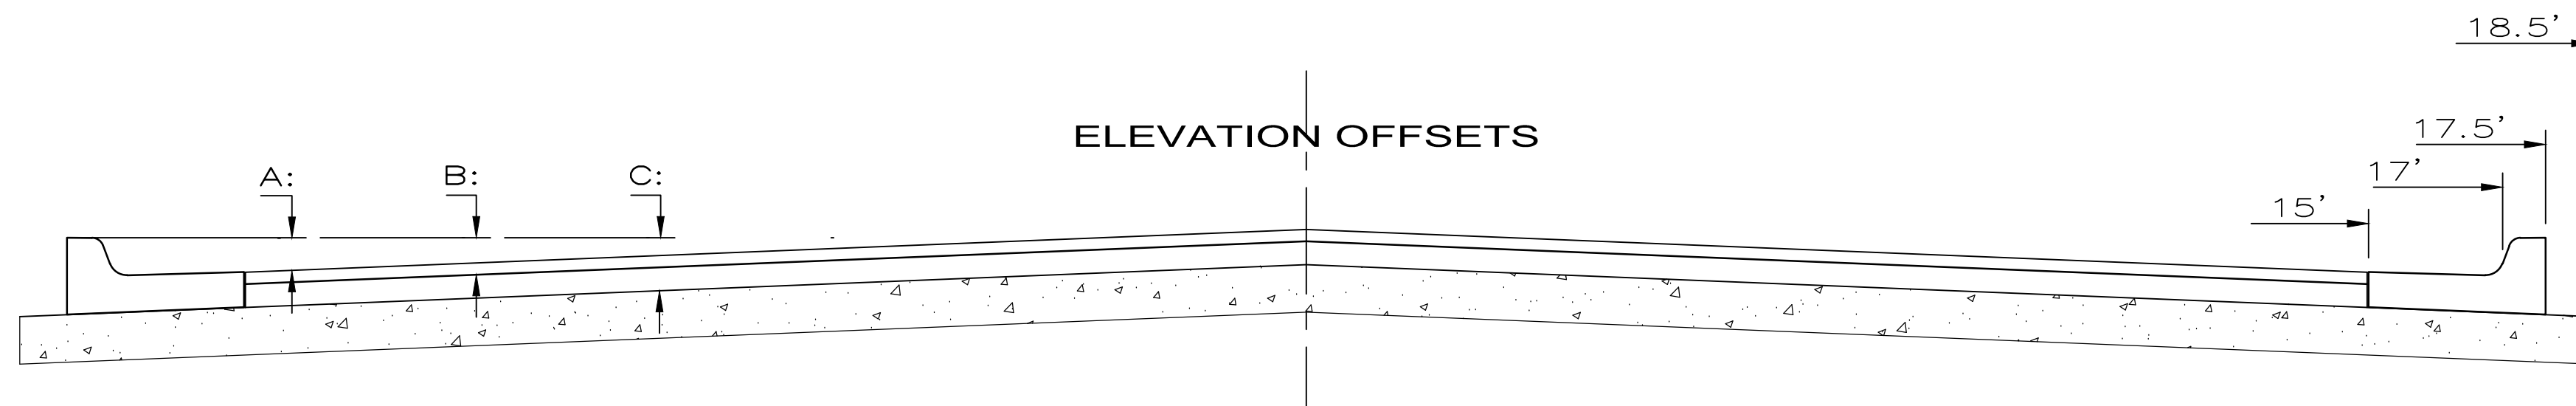 18.5’
ELEVATION OFFSETS
17.5’
A:
B:
C:
17’
15’